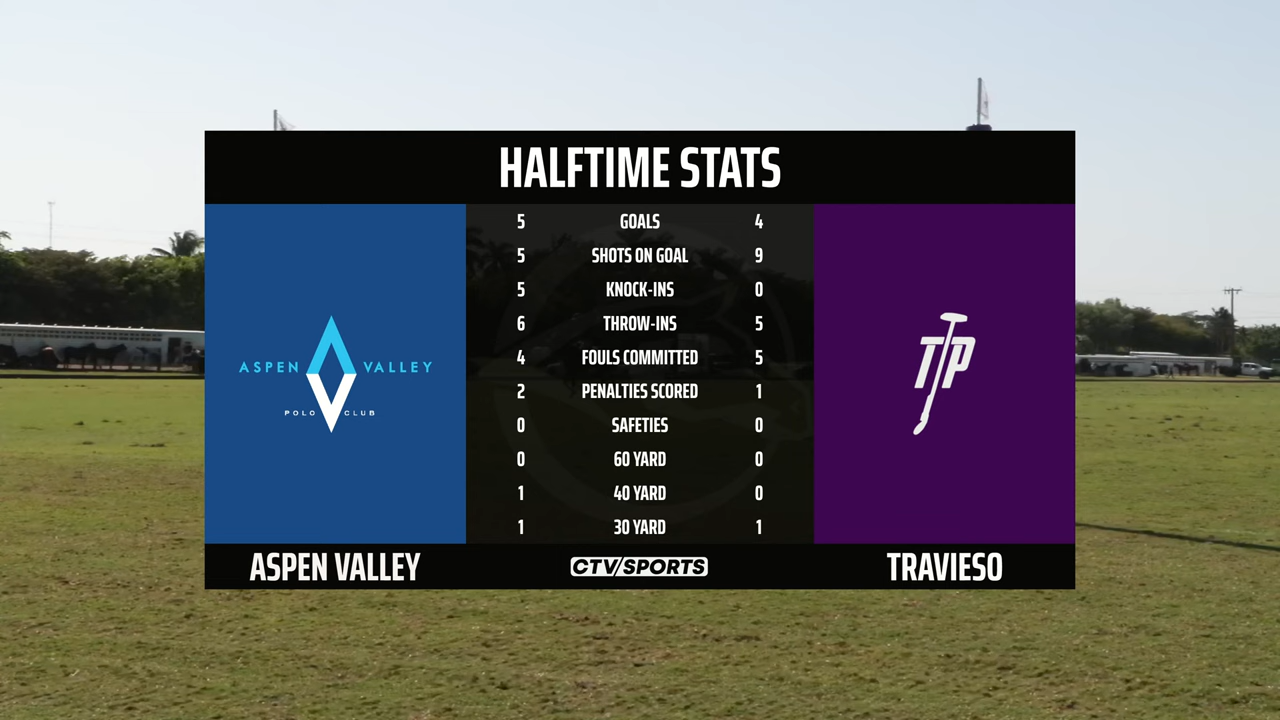 HALFTIME STATS
5 GOALS 4
5 SHOTS ON GOAL 9
5 KNOCK-INS 0
6 THROW-INS 5
4 FOULS COMMITTED 5
2 PENALTIES SCORED 1
0 SAFETIES 0
0 60 YARD 0
1 40 YARD 0
1 30 YARD 1
ASPEN VALLEY
POLO CLUB
TP
ASPEN VALLEY
CTV/SPORTS
TRAVIESO